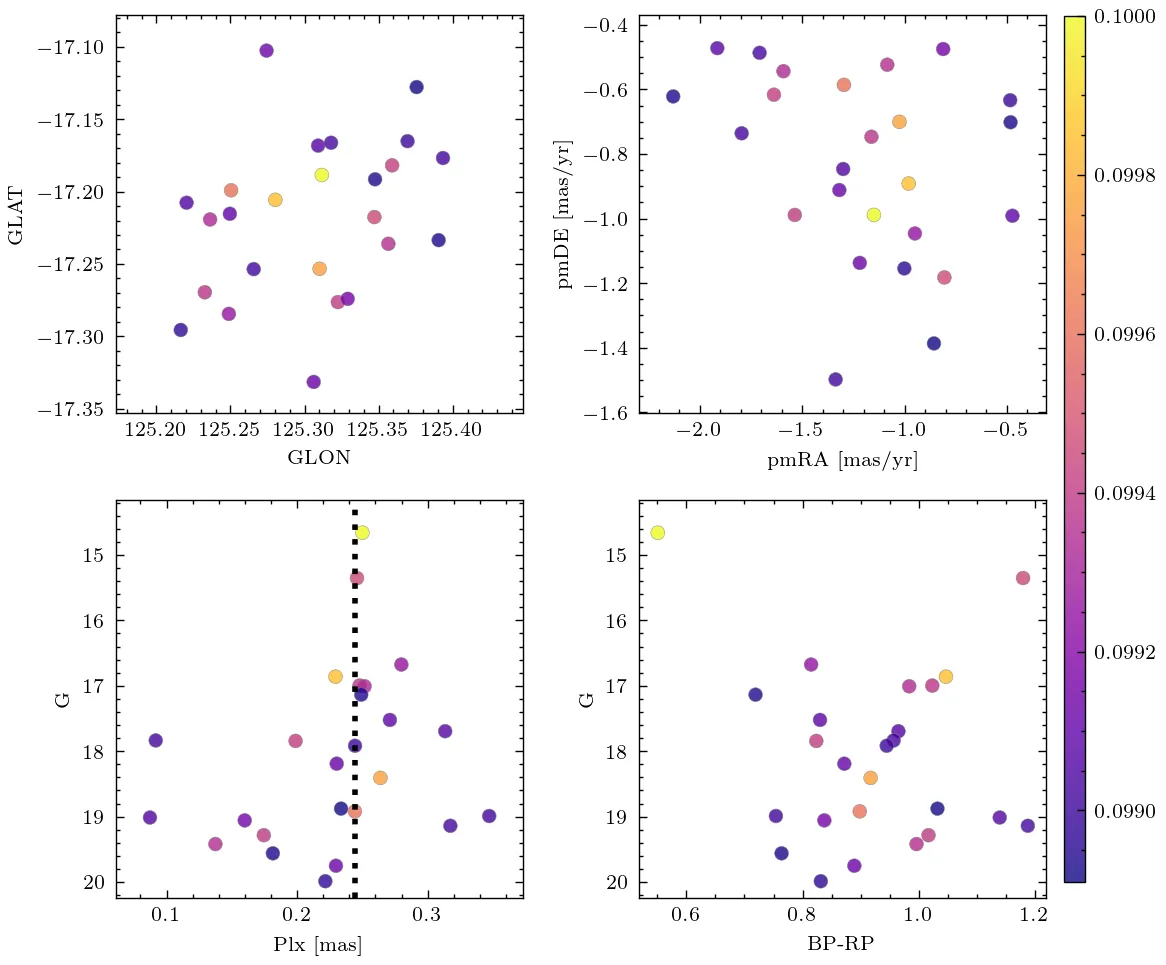 −17.10
−17.15
−17.20
−17.25
−17.30
−17.35
GLAT
125.20 125.25 125.30 125.35 125.40
GLON
−0.4
−0.6
−0.8
−1.0
−1.2
−1.4
−1.6
pmDE [mas/yr]
−2.0 −1.5 −1.0 −0.5
pmRA [mas/yr]
15
16
17
18
19
20
G
0.1 0.2 0.3
Plx [mas]
15
16
17
18
19
20
G
0.6 0.8 1.0 1.2
BP-RP
0.1000
0.0998
0.0996
0.0994
0.0992
0.0990